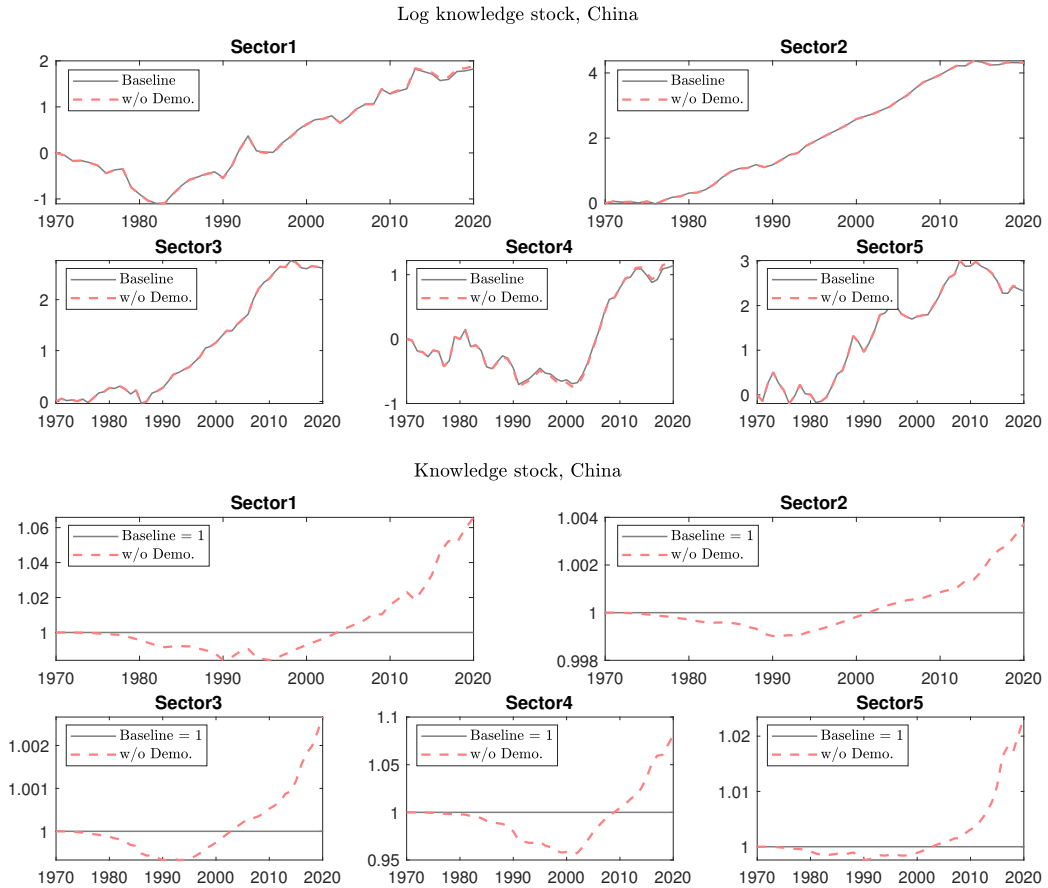 Log knowledge stock, China
Sector1
2
1
0
-1
Baseline
w/o Demo.
1970 1980 1990 2000 2010 2020
Sector2
4
2
0
Baseline
w/o Demo.
1970 1980 1990 2000 2010 2020
Sector3
2
1
0
Baseline
w/o Demo.
1970 1980 1990 2000 2010 2020
Sector4
1
0
-1
Baseline
w/o Demo.
1970 1980 1990 2000 2010 2020
Sector5
3
2
1
0
Baseline
w/o Demo.
1970 1980 1990 2000 2010 2020
Knowledge stock, China
Sector1
1.06
1.04
1.02
1
Baseline = 1
w/o Demo.
1970 1980 1990 2000 2010 2020
Sector2
1.004
1.002
1
0.998
Baseline = 1
w/o Demo.
1970 1980 1990 2000 2010 2020
Sector3
1.002
1.001
1
Baseline = 1
w/o Demo.
1970 1980 1990 2000 2010 2020
Sector4
1.1
1.05
1
0.95
Baseline = 1
w/o Demo.
1970 1980 1990 2000 2010 2020
Sector5
1.02
1.01
1
Baseline = 1
w/o Demo.
1970 1980 1990 2000 2010 2020